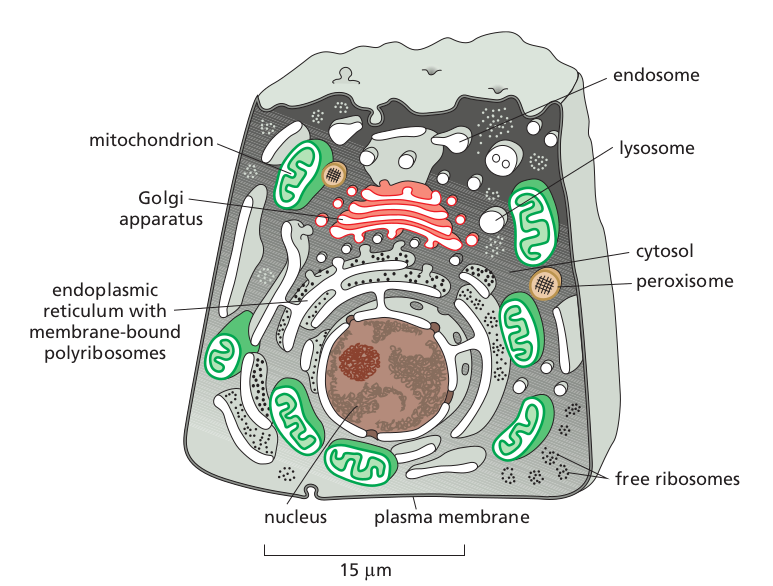 endosome
mitochondrion
lysosome
Golgi
apparatus
cytosol
peroxisome
endoplasmic
reticulum with
membrane-bound
polyribosomes
free ribosomes
nucleus
plasma membrane
15 μm